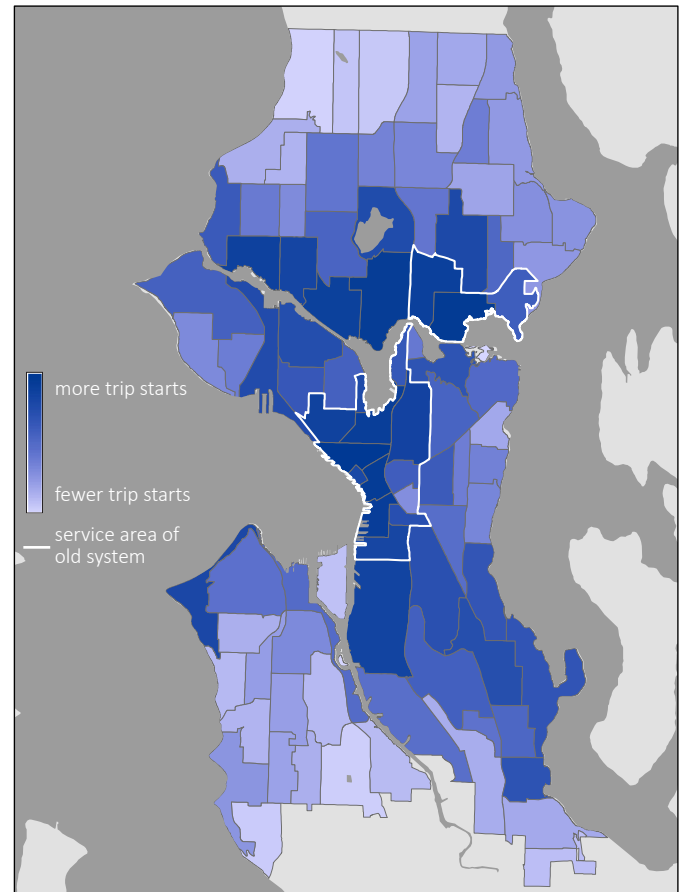 more trip starts
fewer trip starts
service area of
old system